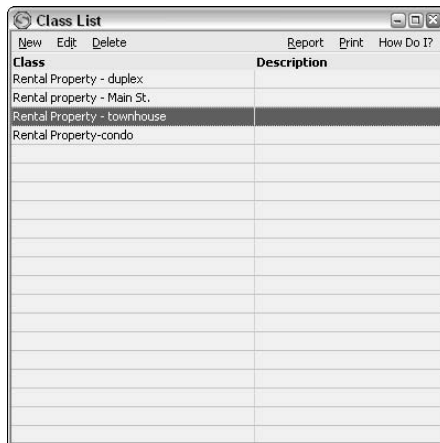 Class List
New Edit Delete Report Print How Do I?
Class Description
Rental Property - duplex
Rental property - Main St.
Rental Property - townhouse
Rental Property-condo